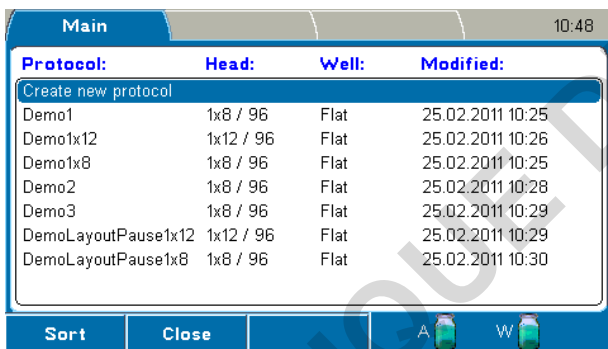 Main 10:48
Protocol: Head: Well: Modified:
Create new protocol
Demo1 1x8 / 96 Flat 25.02.2011 10:25
Demo1x12 1x12 / 96 Flat 25.02.2011 10:26
Demo1x8 1x8 / 96 Flat 25.02.2011 10:25
Demo2 1x8 / 96 Flat 25.02.2011 10:28
Demo3 1x8 / 96 Flat 25.02.2011 10:29
DemoLayoutPause1x12 1x12 / 96 Flat 25.02.2011 10:29
DemoLayoutPause1x8 1x8 / 96 Flat 25.02.2011 10:30
Sort Close A W